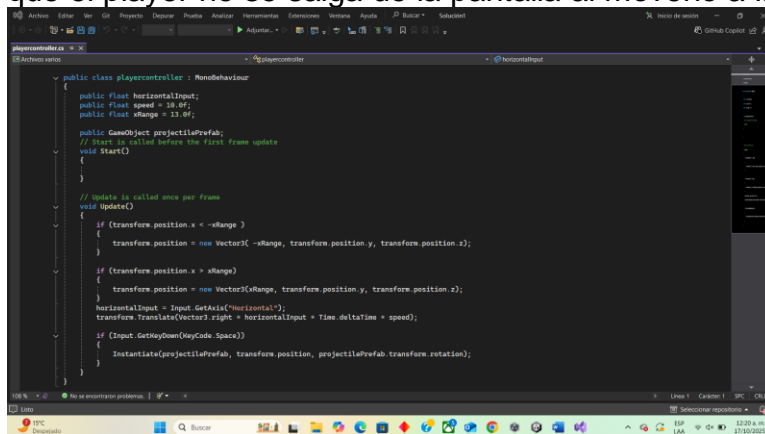 que el player no se salga de la pantalla al moverlo a l
Archivo Editar Ver Git Proyecto Depurar Prueba Analizar Herramientas Extensiones Ventana Ayuda Buscar Solución1 Inicio de sesión
Adjuntar... GitHub Copilot
playercontroller.cs
Archivos varios playercontroller horizontalInput
public class playercontroller : MonoBehaviour
{
public float horizontalInput;
public float speed = 10.0f;
public float xRange = 13.0f;
public GameObject projectilePrefab;
// Start is called before the first frame update
void Start()
{
}
// Update is called once per frame
void Update()
{
if (transform.position.x < -xRange )
{
transform.position = new Vector3( -xRange, transform.position.y, transform.position.z);
}
if (transform.position.x > xRange)
{
transform.position = new Vector3(xRange, transform.position.y, transform.position.z);
}
horizontalInput = Input.GetAxis("Horizontal");
transform.Translate(Vector3.right * horizontalInput * Time.deltaTime * speed);
if (Input.GetKeyDown(KeyCode.Space))
{
Instantiate(projectilePrefab, transform.position, projectilePrefab.transform.rotation);
}
}
}
108 % No se encontraron problemas. Línea: 1 Carácter: 1 SPC CRL
Listo Seleccionar repositorio
15°C Buscar ESP 12:20 a. m.
Despejado LAA 17/10/2025